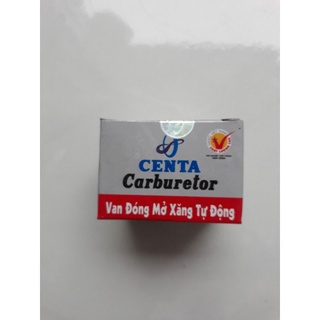 CENTA
Carburetor
Van Đóng Mở Xăng Tự Động